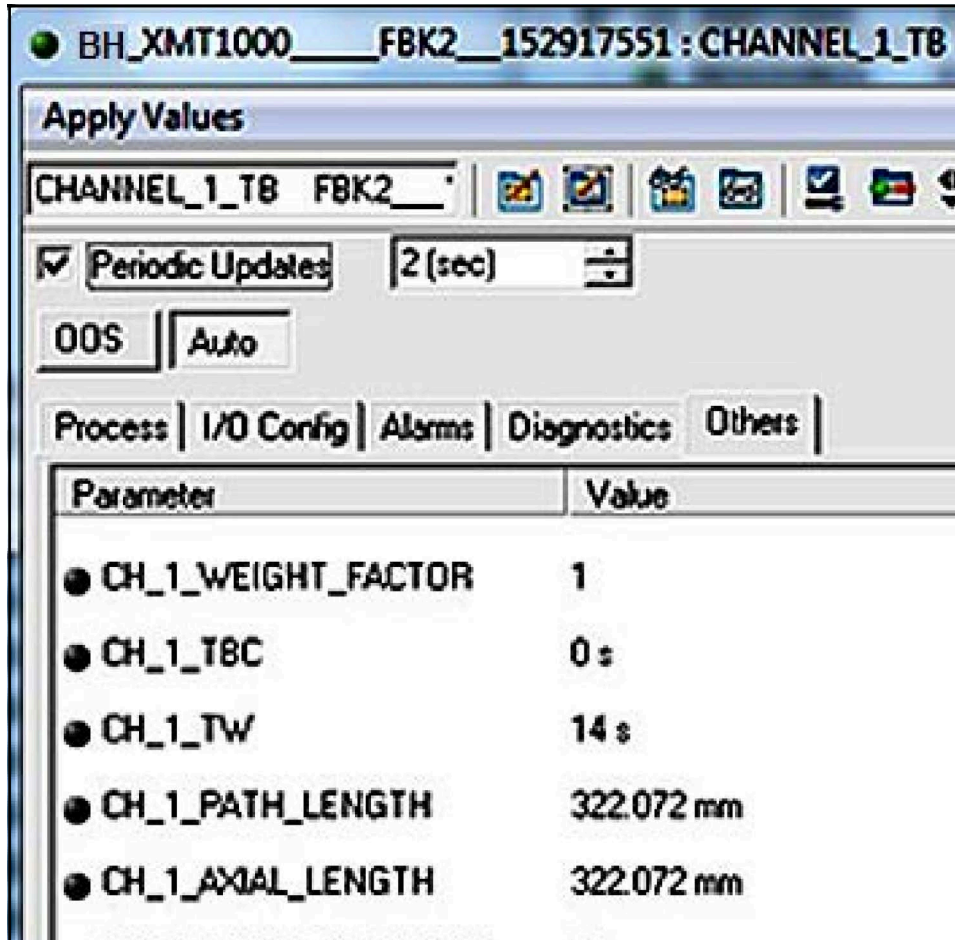 BH_XMT1000_____FBK2__152917551 : CHANNEL_1_TB
Apply Values
CHANNEL_1_TB FBK2___
Periodic Updates 2 (sec)
OOS Auto
Process I/O Config Alarms Diagnostics Others
Parameter Value
CH_1_WEIGHT_FACTOR 1
CH_1_TBC 0 s
CH_1_TW 14 s
CH_1_PATH_LENGTH 322.072 mm
CH_1_AXIAL_LENGTH 322.072 mm